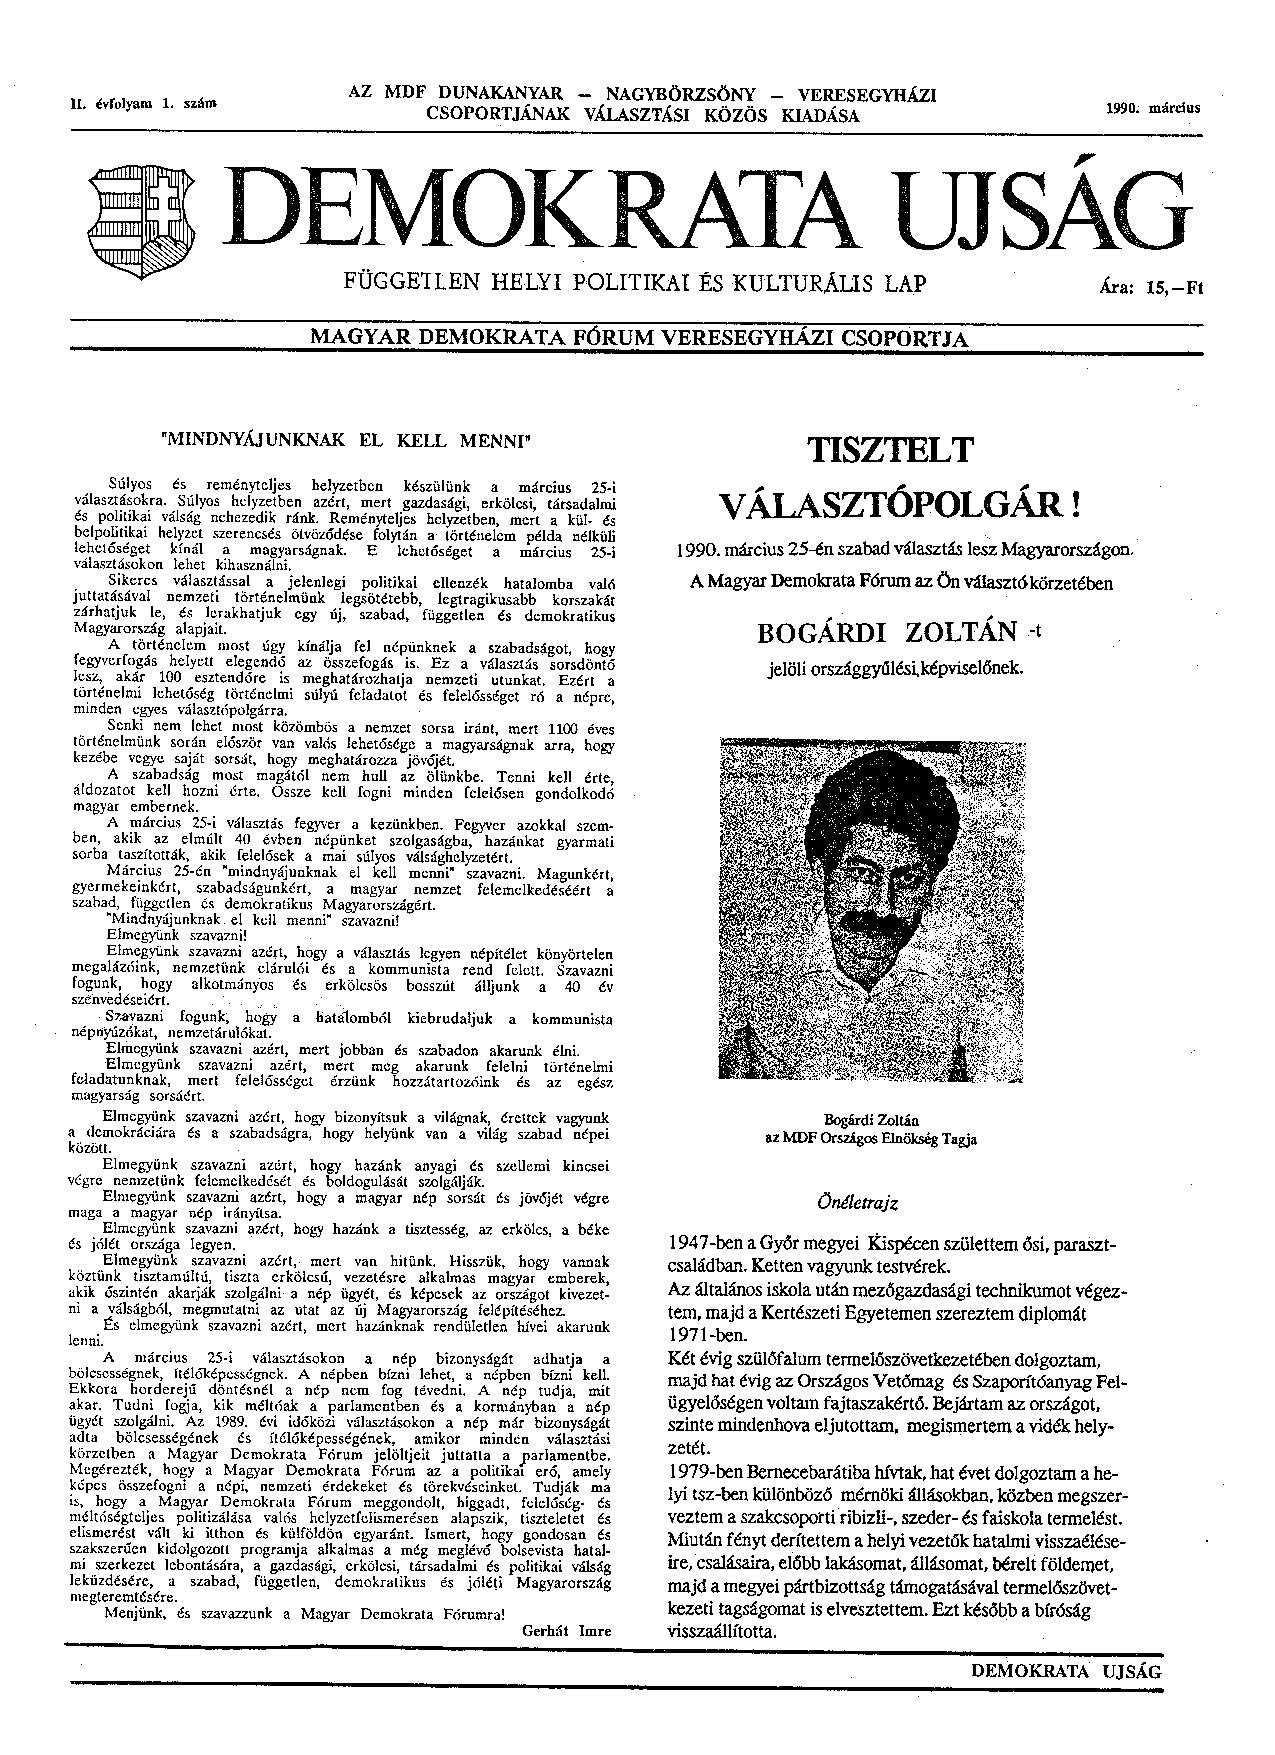 II. évfolyam 1. szám
AZ MDF DUNAKANYAR – NAGYBÖRZSÖNY – VERESEGYHÁZI
CSOPORTJÁNAK VÁLASZTÁSI KÖZÖS KIADÁSA
1990. március
DEMOKRATA UJSÁG
FÜGGETLEN HELYI POLITIKAI ÉS KULTURÁLIS LAP
Ára: 15,–Ft
MAGYAR DEMOKRATA FÓRUM VERESEGYHÁZI CSOPORTJA
"MINDNYÁJUNKNAK EL KELL MENNI"
Súlyos és reményteljes helyzetben készülünk a március 25-i
választásokra. Súlyos helyzetben azért, mert gazdasági, erkölcsi, társadalmi
és politikai válság nehezedik ránk. Reményteljes helyzetben, mert a kül- és
belpolitikai helyzet szerencsés ötvöződése folytán a történelem példa nélküli
lehetőséget kínál a magyarságnak. E lehetőséget a március 25-i
választásokon lehet kihasználni.
Sikeres választással a jelenlegi politikai ellenzék hatalomba való
juttatásával nemzeti történelmünk legsötétebb, legtragikusabb korszakát
zárhatjuk le, és lerakhatjuk egy új, szabad, független és demokratikus
Magyarország alapjait.
A történelem most úgy kínálja fel népünknek a szabadságot, hogy
fegyverfogás helyett elegendő az összefogás is. Ez a választás sorsdöntő
lesz, akár 100 esztendőre is meghatározhatja nemzeti utunkat. Ezért a
történelmi lehetőség történelmi súlyú feladatot és felelősséget ró a népre,
minden egyes választópolgárra.
Senki nem lehet most közömbös a nemzet sorsa iránt, mert 1100 éves
történelmünk során először van valós lehetősége a magyarságnak arra, hogy
kezébe vegye saját sorsát, hogy meghatározza jövőjét.
A szabadság most magától nem hull az ölünkbe. Tenni kell érte,
áldozatot kell hozni érte. Össze kell fogni minden felelősen gondolkodó
magyar embernek.
A március 25-i választás fegyver a kezünkben. Fegyver azokkal szem-
ben, akik az elmúlt 40 évben népünket szolgaságba, hazánkat gyarmati
sorba taszították, akik felelősek a mai súlyos válsághelyzetért.
Március 25-én "mindnyájunknak el kell menni" szavazni. Magunkért,
gyermekeinkért, szabadságunkért, a magyar nemzet felemelkedéséért a
szabad, független és demokratikus Magyarországért.
"Mindnyájunknak el kell menni" szavazni!
Elmegyünk szavazni!
Elmegyünk szavazni azért, hogy a választás legyen népítélet könyörtelen
megalázóink, nemzetünk elárulói és a kommunista rend felett. Szavazni
fogunk, hogy alkotmányos és erkölcsös bosszút álljunk a 40 év
szenvedéseiért.
Szavazni fogunk, hogy a hatalomból kiebrudaljuk a kommunista
népnyúzókat, nemzetárulókat.
Elmegyünk szavazni azért, mert jobban és szabadon akarunk élni.
Elmegyünk szavazni azért, mert meg akarunk felelni történelmi
feladatunknak, mert felelősséget érzünk hozzátartozóink és az egész
magyarság sorsáért.
Elmegyünk szavazni azért, hogy bizonyítsuk a világnak, érettek vagyunk
a demokráciára és a szabadságra, hogy helyünk van a világ szabad népei
között.
Elmegyünk szavazni azért, hogy hazánk anyagi és szellemi kincsei
végre nemzetünk felemelkedését és boldogulását szolgálják.
Elmegyünk szavazni azért, hogy a magyar nép sorsát és jövőjét végre
maga a magyar nép irányítsa.
Elmegyünk szavazni azért, hogy hazánk a tisztesség, az erkölcs, a béke
és jólét országa legyen.
Elmegyünk szavazni azért, mert van hitünk. Hisszük, hogy vannak
köztünk tisztamúltú, tiszta erkölcsű, vezetésre alkalmas magyar emberek,
akik őszintén akarják szolgálni a nép ügyét, és képesek az országot kivezet-
ni a válságból, megmutatni az utat az új Magyarország felépítéséhez.
És elmegyünk szavazni azért, mert hazánknak rendületlen hívei akarunk
lenni.
A március 25-i választásokon a nép bizonyságát adhatja a
bölcsességnek, ítélőképességnek. A népben bízni lehet, a népben bízni kell.
Ekkora horderejű döntésnél a nép nem fog tévedni. A nép tudja, mit
akar. Tudni fogja, kik méltóak a parlamentben és a kormányban a nép
ügyét szolgálni. Az 1989. évi időközi választásokon a nép már bizonyságát
adta bölcsességének és ítélőképességének, amikor minden választási
körzetben a Magyar Demokrata Fórum jelöltjeit juttatta a parlamentbe.
Megérezték, hogy a Magyar Demokrata Fórum az a politikai erő, amely
képes összefogni a népi, nemzeti érdekeket és törekvéseinket. Tudják ma
is, hogy a Magyar Demokrata Fórum meggondolt, higgadt, felelőség- és
méltóságteljes politizálása valós helyzetfelismerésen alapszik, tiszteletet és
elismerést vált ki itthon és külföldön egyaránt. Ismert, hogy gondosan és
szakszerűen kidolgozott programja alkalmas a még meglévő bolsevista hatal-
mi szerkezet lebontására, a gazdasági, erkölcsi, társadalmi és politikai válság
leküzdésére, a szabad, független, demokratikus és jóléti Magyarország
megteremtésére.
Menjünk, és szavazzunk a Magyar Demokrata Fórumra!
Gerhát Imre
TISZTELT
VÁLASZTÓPOLGÁR !
1990. március 25-én szabad választás lesz Magyarországon.
A Magyar Demokrata Fórum az Ön választókörzetében
BOGÁRDI ZOLTÁN -t
jelöli országgyűlési képviselőnek.
Bogárdi Zoltán
az MDF Országos Elnökség Tagja
Önéletrajz
1947-ben a Győr megyei Kispécen születtem ősi, paraszt-
családban. Ketten vagyunk testvérek.
Az általános iskola után mezőgazdasági technikumot végez-
tem, majd a Kertészeti Egyetemen szereztem diplomát
1971-ben.
Két évig szülőfalum termelőszövetkezetében dolgoztam,
majd hat évig az Országos Vetőmag és Szaporítóanyag Fel-
ügyelőségen voltam fajtaszakértő. Bejártam az országot,
szinte mindenhova eljutottam, megismertem a vidék hely-
zetét.
1979-ben Bernecebarátiba hívtak, hat évet dolgoztam a he-
lyi tsz-ben különböző mérnöki állásokban, közben megszer-
veztem a szakcsoporti ribizli-, szeder- és faiskola termelést.
Miután fényt derítettem a helyi vezetők hatalmi visszaélése-
ire, csalásaira, előbb lakásomat, állásomat, bérelt földemet,
majd a megyei pártbizottság támogatásával termelőszövet-
kezeti tagságomat is elvesztettem. Ezt később a bíróság
visszaállította.
DEMOKRATA UJSÁG